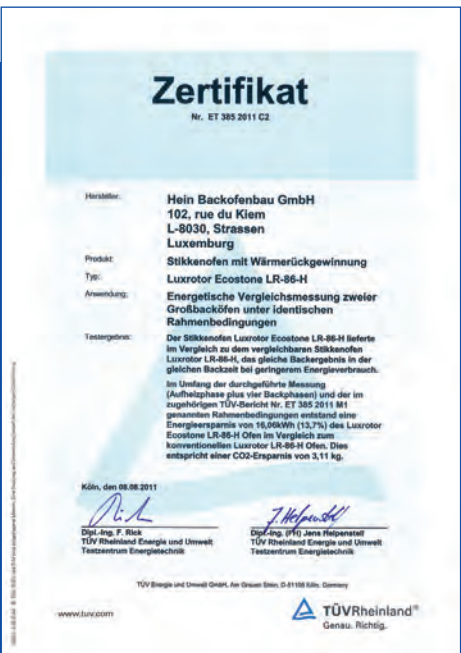 Zertifikat
Nr. ET 385 2011 C2
Hersteller:
Hein Backofenbau GmbH
102, rue du Kiem
L-8030, Strassen
Luxemburg
Produkt:
Stikkenofen mit Wärmerückgewinnung
Typ:
Luxrotor Ecostone LR-86-H
Anwendung:
Energetische Vergleichsmessung zweier
Großbacköfen unter identischen
Rahmenbedingungen
Testergebnis:
Der Stikkenofen Luxrotor Ecostone LR-86-H lieferte
im Vergleich zu dem vergleichbaren Stikkenofen
Luxrotor LR-86-H, das gleiche Backergebnis in der
gleichen Backzeit bei geringerem Energieverbrauch.
Im Umfang der durchgeführte Messung
(Aufheizphase plus vier Backphasen) und der im
zugehörigen TÜV-Bericht Nr. ET 385 2011 M1
genannten Rahmenbedingungen entstand eine
Energieersparnis von 16,06kWh (13,7%) des Luxrotor
Ecostone LR-86-H Ofen im Vergleich zum
konventionellen LR-86-H Ofen. Dies
entspricht einer CO2-Ersparnis von 3,11 kg.
Köln, den 08.08.2011
Dipl.-Ing. F. Rick
TÜV Rheinland Energie und Umwelt
Testzentrum Energietechnik
J. Helpenstell
Dipl.-Ing. (FH) Jens Helpenstell
TÜV Rheinland Energie und Umwelt
Testzentrum Energietechnik
TÜV Energie und Umwelt GmbH, Am Grauen Stein, D-51105 Köln, Germany
www.tuv.com
TÜVRheinland®
Genau. Richtig.